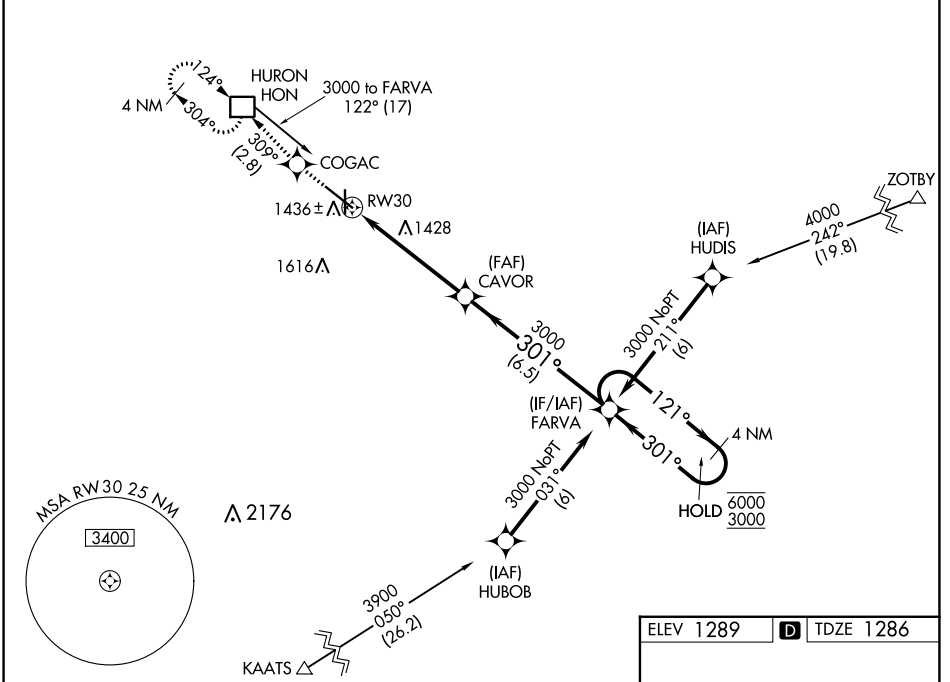 HURON
HON
124°
4 NM
304°
3000 to FARVA
122° (17)
309°
(2.8)
COGAC
1436±
RW30
1428
1616
(FAF)
CAVOR
ZOTBY
4000
242°
(19.8)
(IAF)
HUDIS
3000 NoPT
211°
(6)
3000
301°
(6.5)
(IF/IAF)
FARVA
121°
301°
4 NM
HOLD
6000
3000
3000 NoPT
031°
(6)
(IAF)
HUBOB
MSA RW30 25 NM
3400
2176
3900
050°
(26.2)
KAATS
ELEV 1289 D TDZE 1286